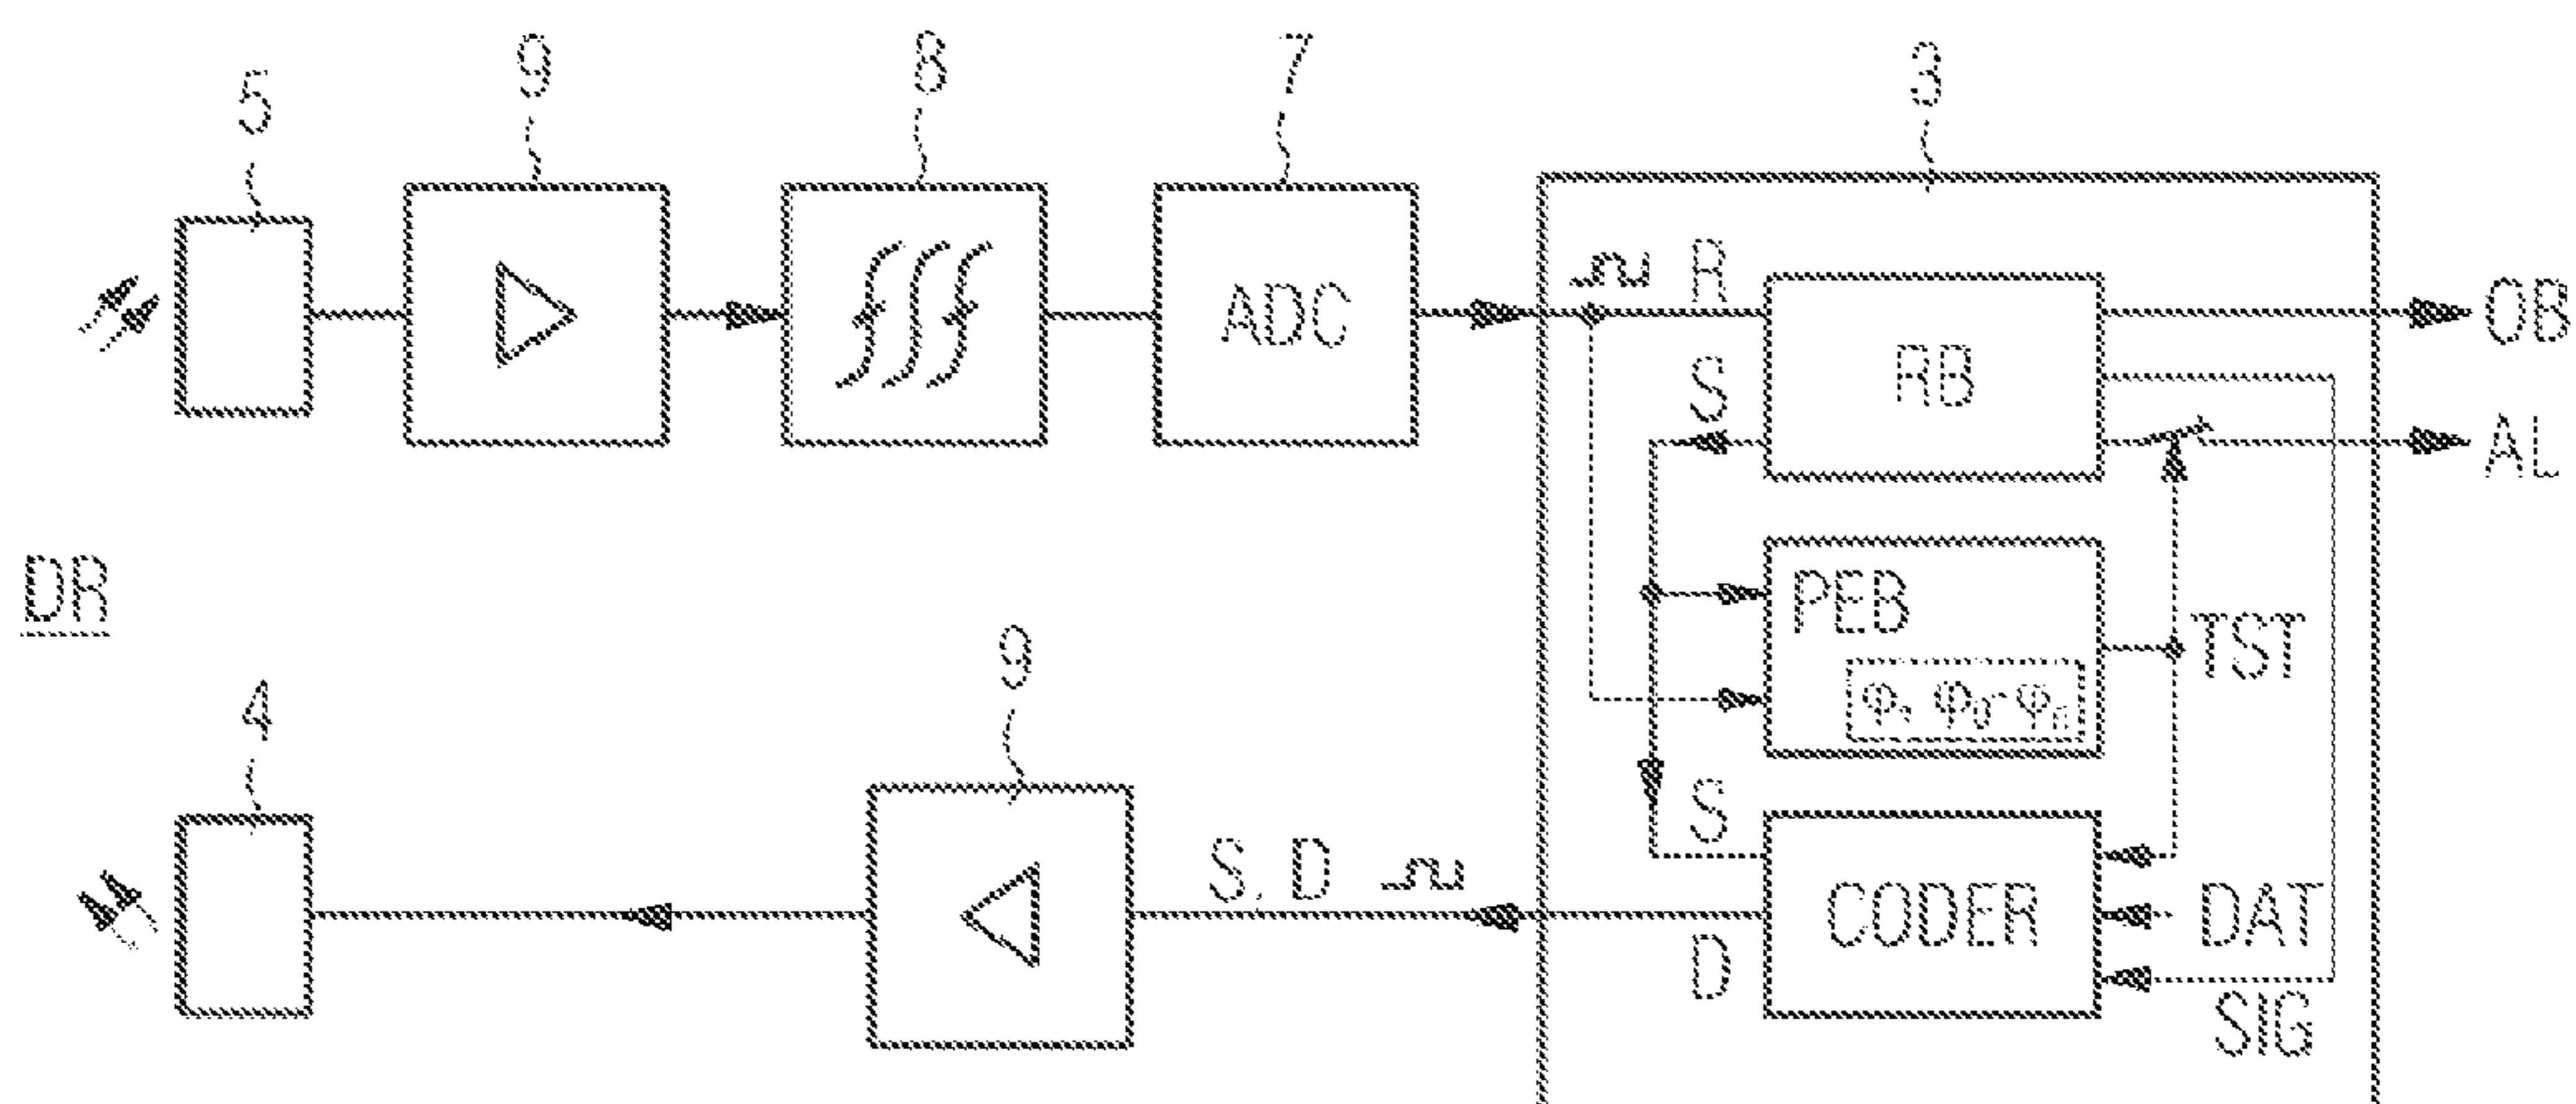 5
9
8
7
3
R
OB
ADC
RB
S
AL
DR
PEB
TST
φ, φ₀-φₙ
9
4
S
S, D
CODER
DAT
D
SIG